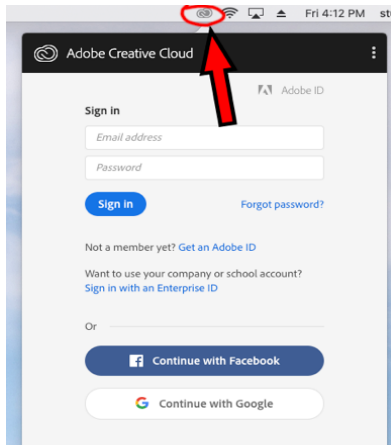 Fri 4:12 PM st
Adobe Creative Cloud
Adobe ID
Sign in
Email address
Password
Sign in Forgot password?
Not a member yet? Get an Adobe ID
Want to use your company or school account?
Sign in with an Enterprise ID
Or
Continue with Facebook
Continue with Google